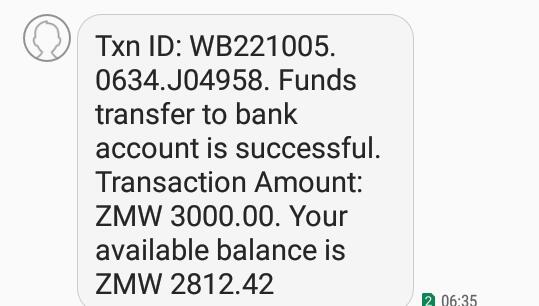 Txn ID: WB221005.
0634.J04958. Funds
transfer to bank
account is successful.
Transaction Amount:
ZMW 3000.00. Your
available balance is
ZMW 2812.42
2 06:35